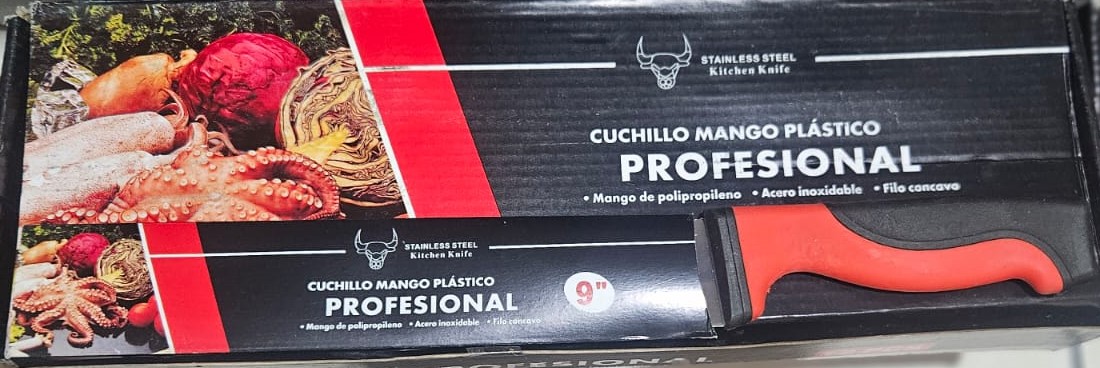 STAINLESS STEEL
Kitchen Knife
CUCHILLO MANGO PLÁSTICO
PROFESIONAL
• Mango de polipropileno • Acero inoxidable • Filo concavo
STAINLESS STEEL
Kitchen Knife
CUCHILLO MANGO PLÁSTICO
PROFESIONAL
9"
• Mango de polipropileno • Acero inoxidable • Filo concavo
PROFESIONAL